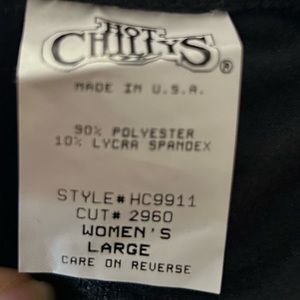 HOT
CHILLYS®
MADE IN U.S.A.
90% POLYESTER
10% LYCRA SPANDEX
STYLE# HC9911
CUT# 2960
WOMEN'S
LARGE
CARE ON REVERSE